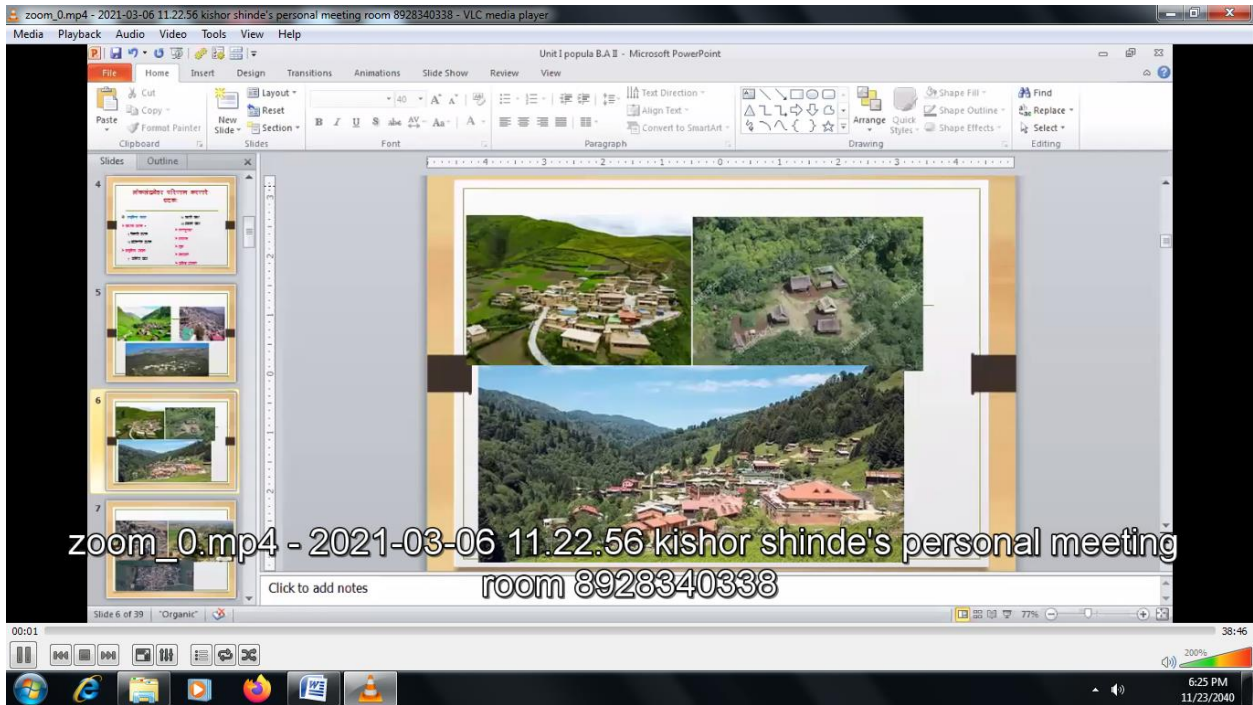 zoom_0.mp4 - 2021-03-06 11.22.56 kishor shinde's personal meeting room 8928340338 - VLC media player
Media Playback Audio Video Tools View Help
Unit I popula B.A II - Microsoft PowerPoint
File Home Insert Design Transitions Animations Slide Show Review View
Cut
Copy
Format Painter
Paste
New Slide
Layout
Reset
Section
40
Text Direction
Align Text
Convert to SmartArt
Arrange
Quick Styles
Shape Fill
Shape Outline
Shape Effects
Find
Replace
Select
Clipboard Slides Font Paragraph Drawing Editing
Slides Outline
4
5
6
7
zoom_0.mp4 - 2021-03-06 11.22.56 kishor shinde's personal meeting
room 8928340338
Click to add notes
Slide 6 of 39 "Organic" 77%
00:01 38:46
200%
6:25 PM
11/23/2040